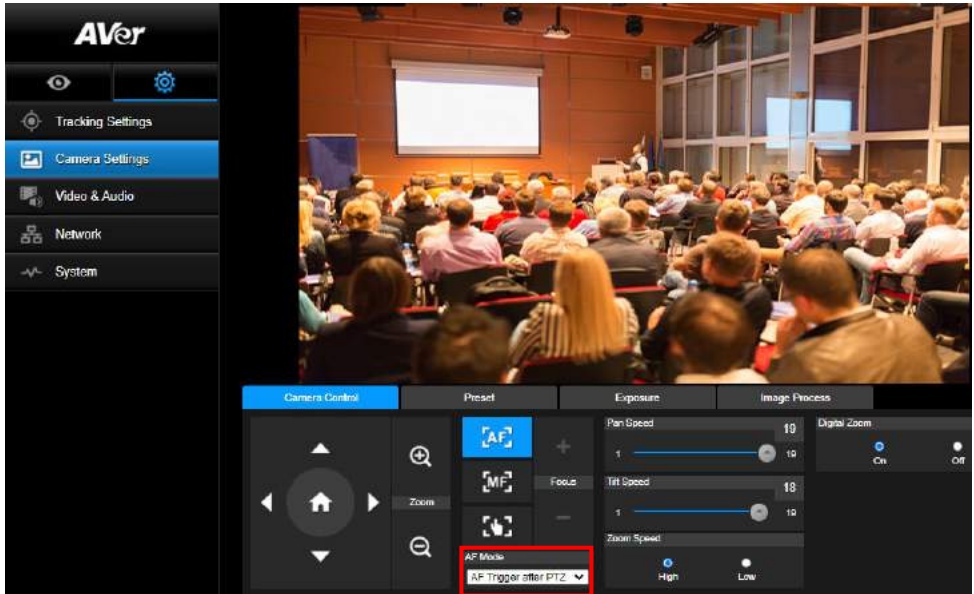 AVer
Tracking Settings
Camera Settings
Video & Audio
Network
System
Camera Control
Preset
Exposure
Image Process
Zoom
[AF]
[MF]
+
Focus
−
AF Mode
AF Trigger after PTZ
Pan Speed
19
1
19
Tilt Speed
18
1
19
Zoom Speed
High
Low
Digital Zoom
On
Off